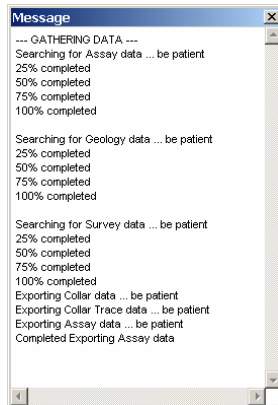 Message
--- GATHERING DATA ---
Searching for Assay data ... be patient
25% completed
50% completed
75% completed
100% completed
Searching for Geology data ... be patient
25% completed
50% completed
75% completed
100% completed
Searching for Survey data ... be patient
25% completed
50% completed
75% completed
100% completed
Exporting Collar data ... be patient
Exporting Collar Trace data ... be patient
Exporting Assay data ... be patient
Completed Exporting Assay data